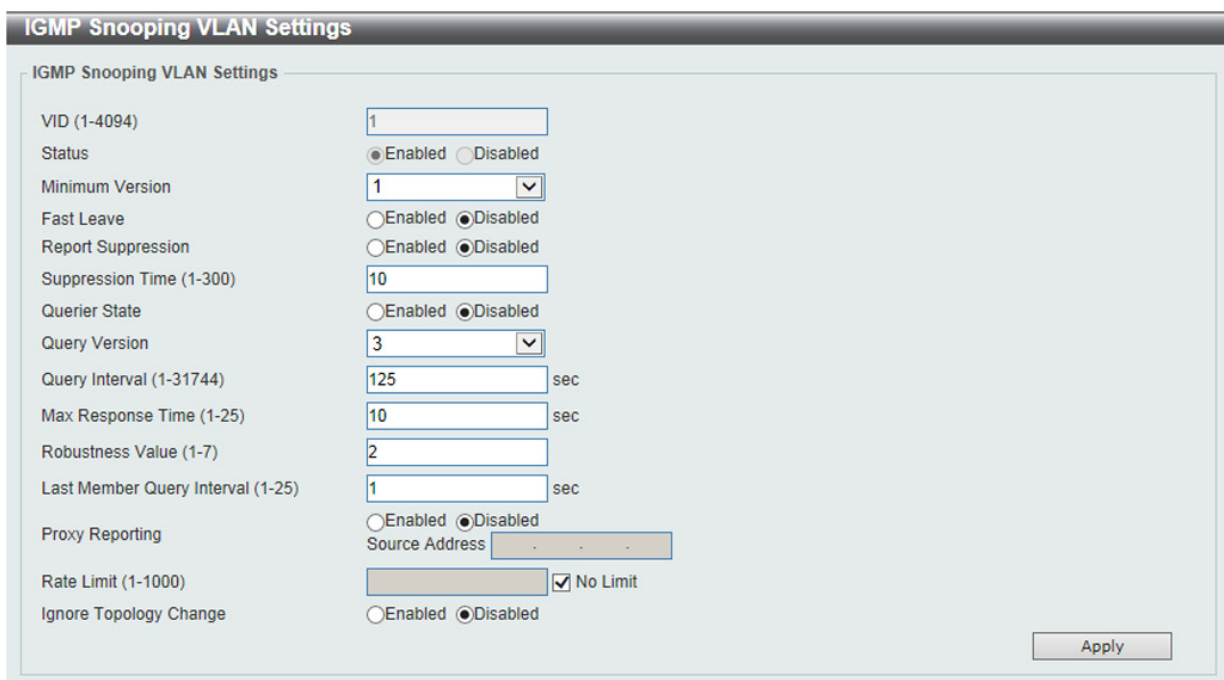 IGMP Snooping VLAN Settings
IGMP Snooping VLAN Settings
VID (1-4094) 1
Status Enabled Disabled
Minimum Version 1
Fast Leave Enabled Disabled
Report Suppression Enabled Disabled
Suppression Time (1-300) 10
Querier State Enabled Disabled
Query Version 3
Query Interval (1-31744) 125 sec
Max Response Time (1-25) 10 sec
Robustness Value (1-7) 2
Last Member Query Interval (1-25) 1 sec
Proxy Reporting Enabled Disabled
Source Address . . .
Rate Limit (1-1000) No Limit
Ignore Topology Change Enabled Disabled
Apply